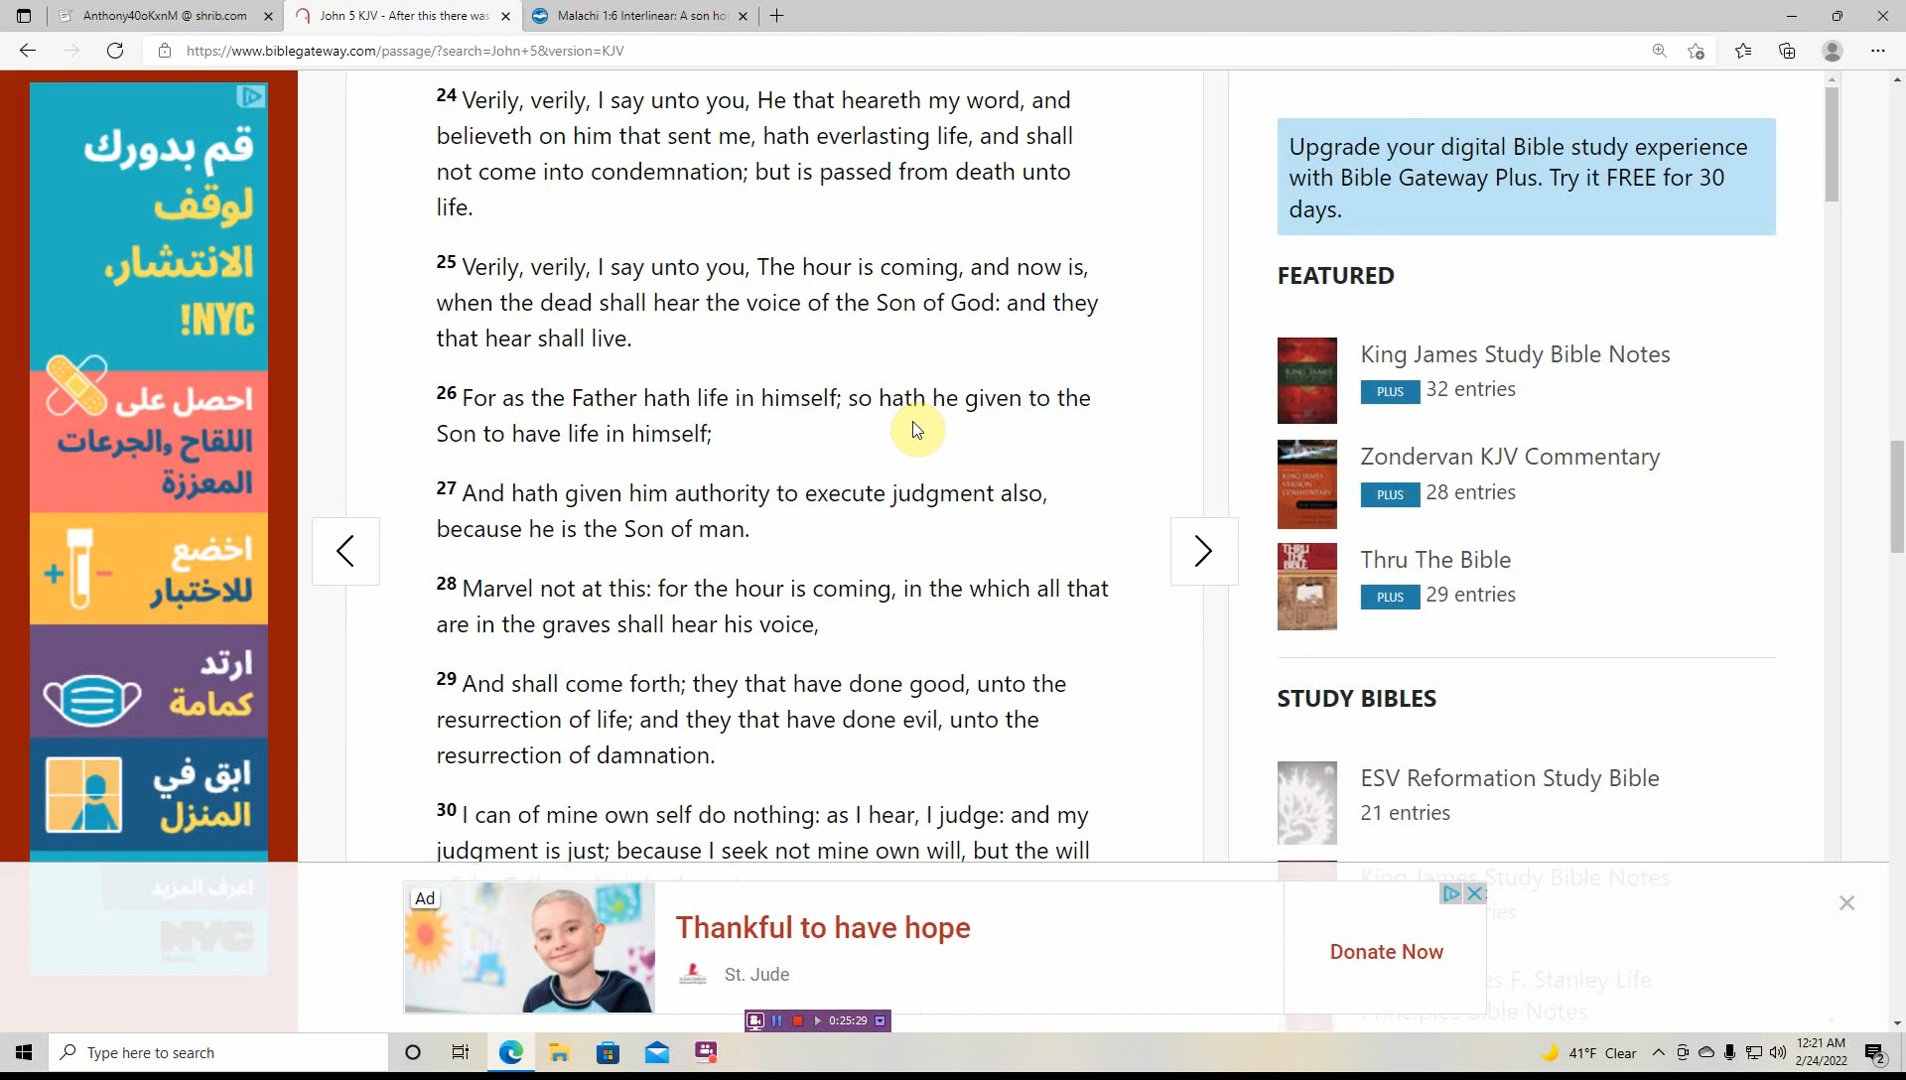 Anthony40oKxnM @ shrib.com
John 5 KJV - After this there was
Malachi 1:6 Interlinear: A son ho
https://www.biblegateway.com/passage/?search=John+5&version=KJV
قم بدورك
لوقف
الانتشار،
NYC!
احصل على
اللقاح والجرعات
المعززة
اخضع
للاختبار
ارتد
كمامة
ابق في
المنزل
اعرف المزيد
NYC
24 Verily, verily, I say unto you, He that heareth my word, and
believeth on him that sent me, hath everlasting life, and shall
not come into condemnation; but is passed from death unto
life.
25 Verily, verily, I say unto you, The hour is coming, and now is,
when the dead shall hear the voice of the Son of God: and they
that hear shall live.
26 For as the Father hath life in himself; so hath he given to the
Son to have life in himself;
27 And hath given him authority to execute judgment also,
because he is the Son of man.
28 Marvel not at this: for the hour is coming, in the which all that
are in the graves shall hear his voice,
29 And shall come forth; they that have done good, unto the
resurrection of life; and they that have done evil, unto the
resurrection of damnation.
30 I can of mine own self do nothing: as I hear, I judge: and my
judgment is just; because I seek not mine own will, but the will
Upgrade your digital Bible study experience
with Bible Gateway Plus. Try it FREE for 30
days.
FEATURED
King James Study Bible Notes
PLUS 32 entries
Zondervan KJV Commentary
PLUS 28 entries
Thru The Bible
PLUS 29 entries
STUDY BIBLES
ESV Reformation Study Bible
21 entries
King James Study Bible Notes
es F. Stanley Life
Principles Bible Notes
Ad
Thankful to have hope
St. Jude
Donate Now
0:25:29
Type here to search
41°F Clear
12:21 AM
2/24/2022
2